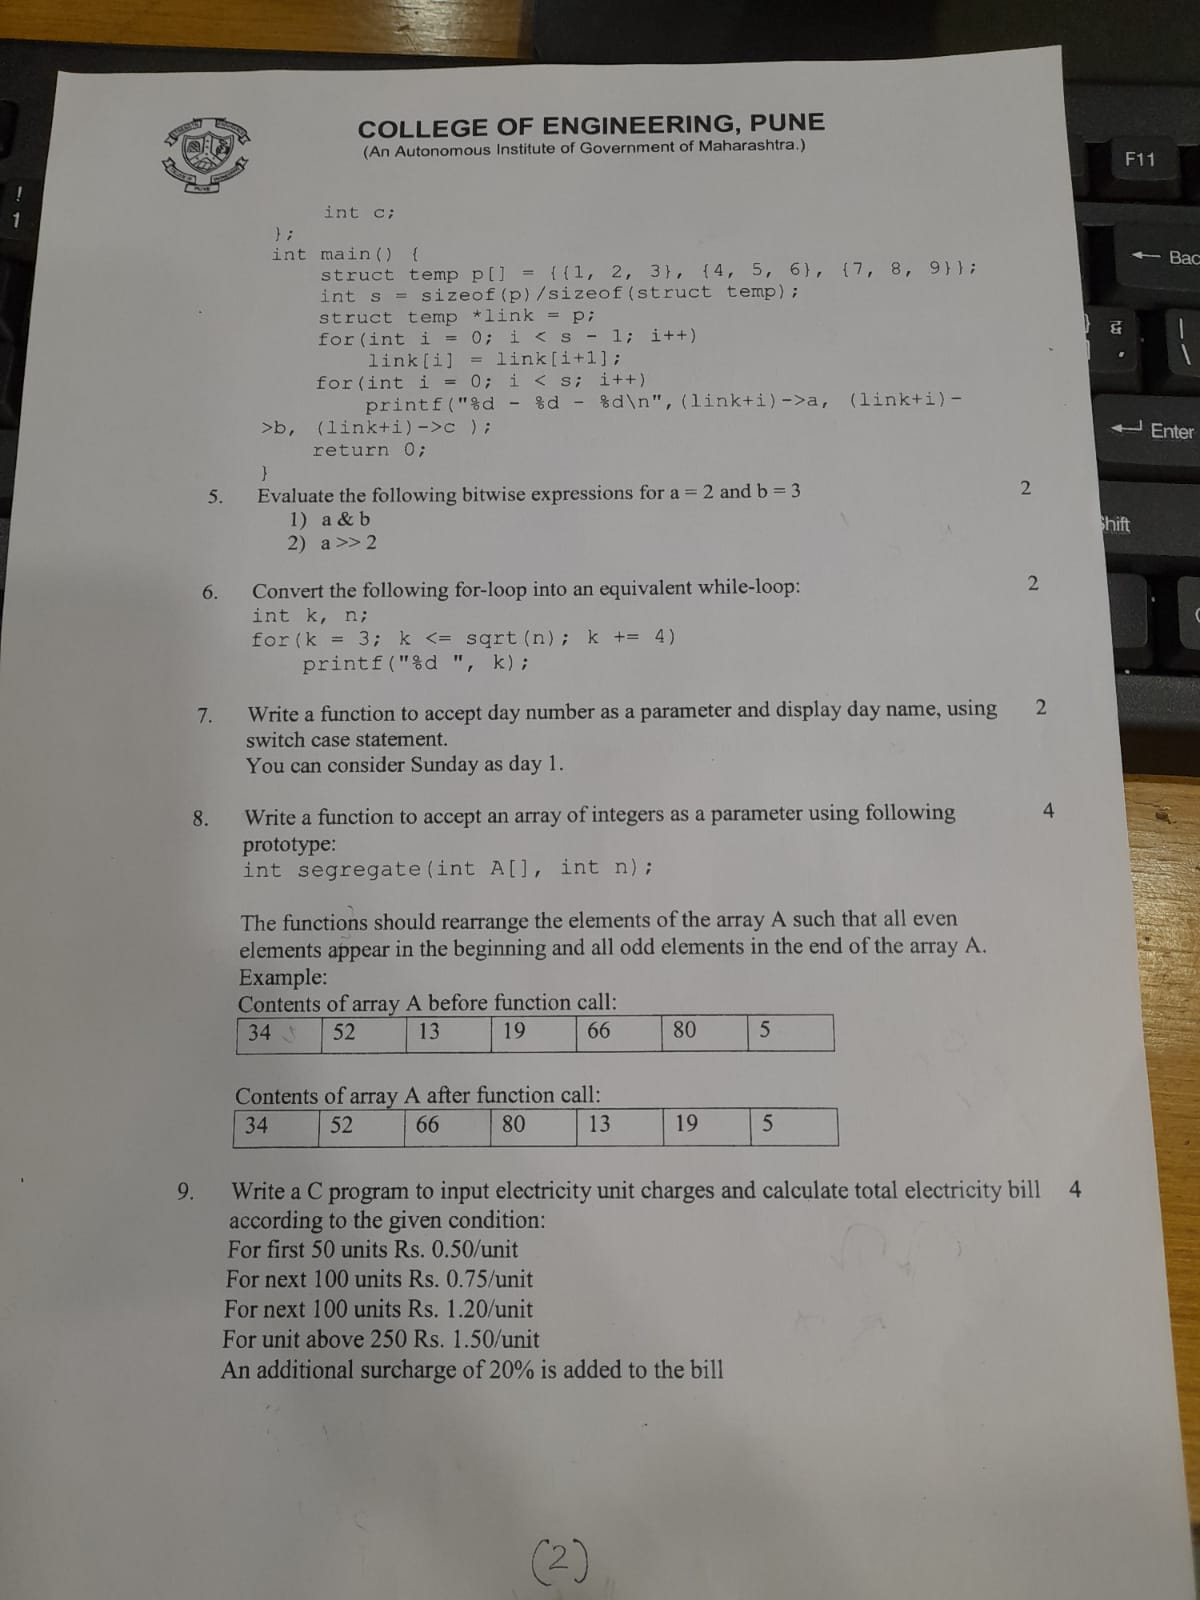 COLLEGE OF ENGINEERING, PUNE
(An Autonomous Institute of Government of Maharashtra.)
int c;
};
int main() {
struct temp p[] = {{1, 2, 3}, {4, 5, 6}, {7, 8, 9}};
int s = sizeof(p)/sizeof(struct temp);
struct temp *link = p;
for(int i = 0; i < s - 1; i++)
link[i] = link[i+1];
for(int i = 0; i < s; i++)
printf("%d - %d - %d\n",(link+i)->a, (link+i)-
>b, (link+i)->c );
return 0;
}
5. Evaluate the following bitwise expressions for a = 2 and b = 3 2
1) a & b
2) a >> 2
6. Convert the following for-loop into an equivalent while-loop: 2
int k, n;
for(k = 3; k <= sqrt(n); k += 4)
printf("%d ", k);
7. Write a function to accept day number as a parameter and display day name, using 2
switch case statement.
You can consider Sunday as day 1.
8. Write a function to accept an array of integers as a parameter using following 4
prototype:
int segregate(int A[], int n);
The functions should rearrange the elements of the array A such that all even
elements appear in the beginning and all odd elements in the end of the array A.
Example:
Contents of array A before function call:
34 52 13 19 66 80 5
Contents of array A after function call:
34 52 66 80 13 19 5
9. Write a C program to input electricity unit charges and calculate total electricity bill 4
according to the given condition:
For first 50 units Rs. 0.50/unit
For next 100 units Rs. 0.75/unit
For next 100 units Rs. 1.20/unit
For unit above 250 Rs. 1.50/unit
An additional surcharge of 20% is added to the bill
(2)
!
1
F11
← Bac
Enter
Shift